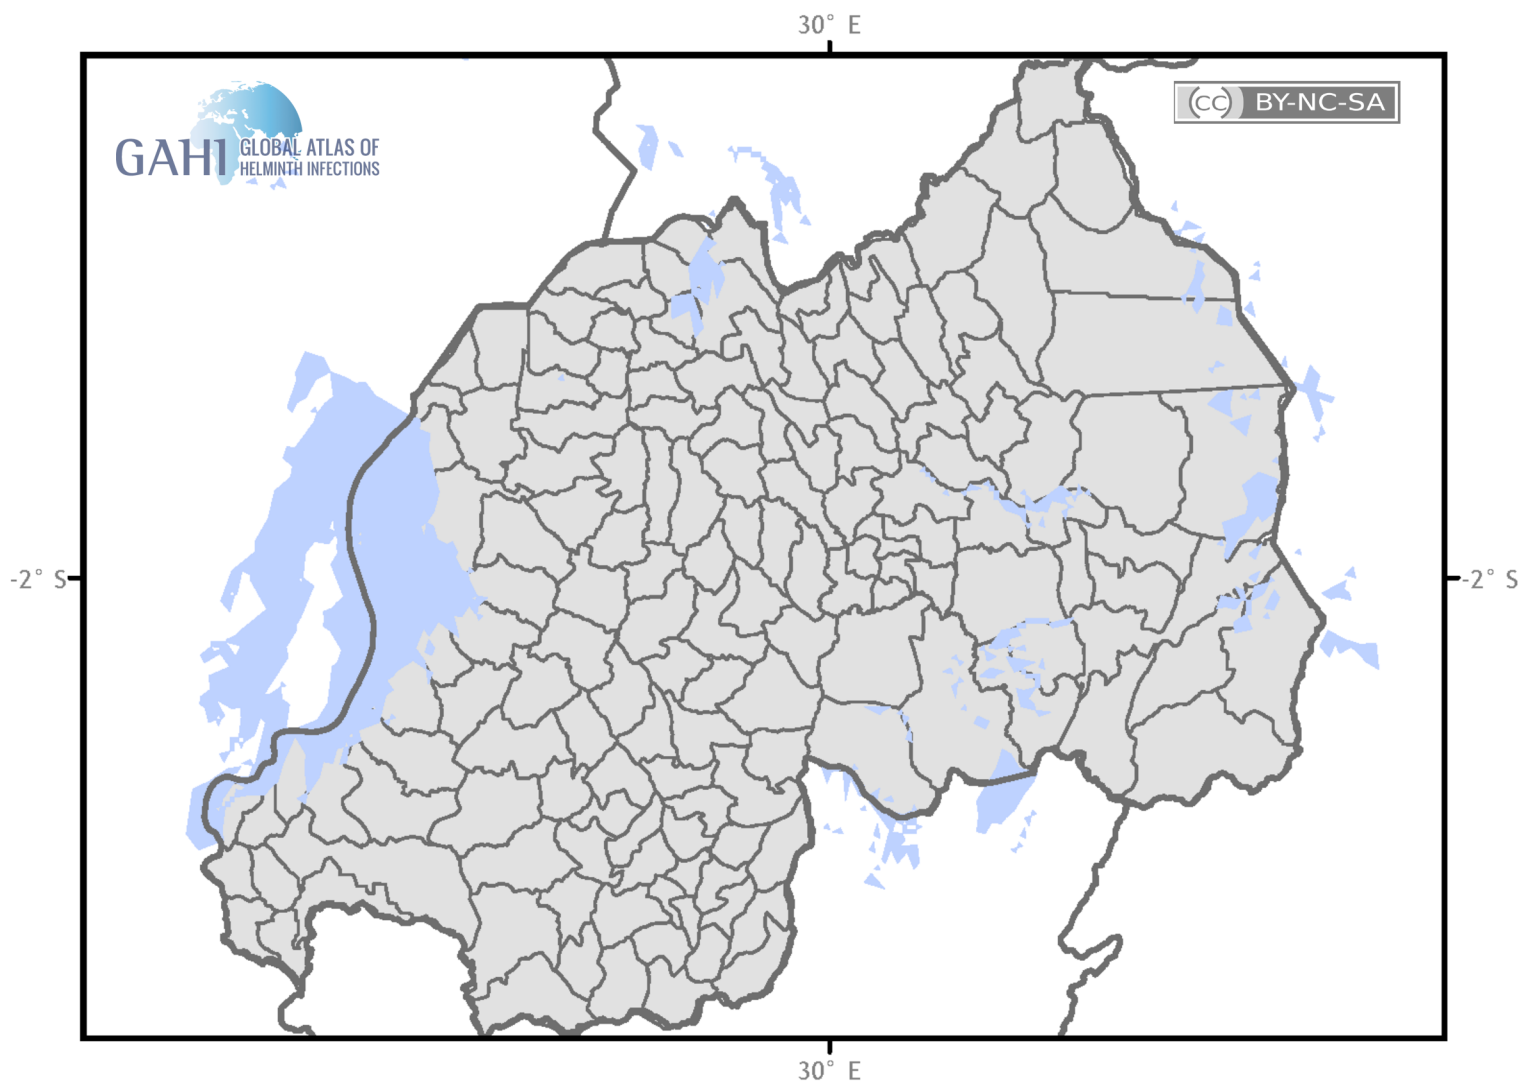 30° E
GAHI
GLOBAL ATLAS OF
HELMINTH INFECTIONS
CC BY-NC-SA
-2° S
-2° S
30° E